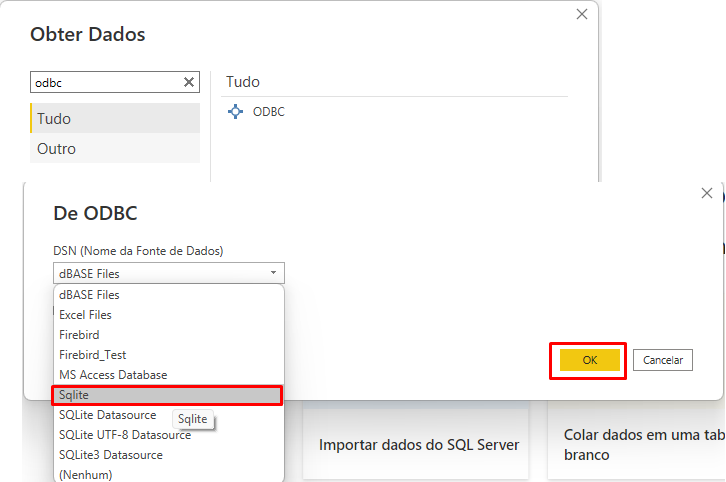 Obter Dados
odbc
Tudo
Outro
Tudo
ODBC
De ODBC
DSN (Nome da Fonte de Dados)
dBASE Files
dBASE Files
Excel Files
Firebird
Firebird_Test
MS Access Database
Sqlite
SQLite Datasource
Sqlite
SQLite UTF-8 Datasource
SQLite3 Datasource
(Nenhum)
OK
Cancelar
Importar dados do SQL Server
Colar dados em uma tab
branco